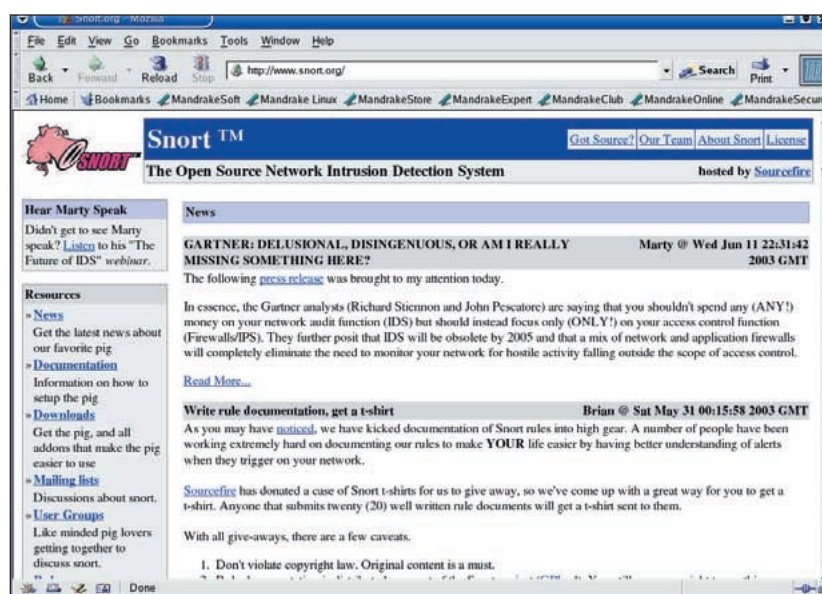 Snort.org - Mozilla
File Edit View Go Bookmarks Tools Window Help
Back Forward Reload Stop http://www.snort.org/ Search Print
Home Bookmarks MandrakeSoft Mandrake Linux MandrakeStore MandrakeExpert MandrakeClub MandrakeOnline MandrakeSecur
SNORT
Snort ™
Got Source? Our Team About Snort License
The Open Source Network Intrusion Detection System
hosted by Sourcefire
Hear Marty Speak
Didn't get to see Marty
speak? Listen to his "The
Future of IDS" webinar.
Resources
» News
Get the latest news about
our favorite pig
» Documentation
Information on how to
setup the pig
» Downloads
Get the pig, and all
addons that make the pig
easier to use
» Mailing lists
Discussions about snort.
» User Groups
Like minded pig lovers
getting together to
discuss snort.
News
GARTNER: DELUSIONAL, DISINGENUOUS, OR AM I REALLY
MISSING SOMETHING HERE?
Marty @ Wed Jun 11 22:31:42
2003 GMT
The following press release was brought to my attention today.
In essence, the Gartner analysts (Richard Stiennon and John Pescatore) are saying that you shouldn't spend any (ANY!)
money on your network audit function (IDS) but should instead focus only (ONLY!) on your access control function
(Firewalls/IPS). They further posit that IDS will be obsolete by 2005 and that a mix of network and application firewalls
will completely eliminate the need to monitor your network for hostile activity falling outside the scope of access control.
Read More...
Write rule documentation, get a t-shirt
Brian @ Sat May 31 00:15:58 2003 GMT
As you may have noticed, we have kicked documentation of Snort rules into high gear. A number of people have been
working extremely hard on documenting our rules to make YOUR life easier by having better understanding of alerts
when they trigger on your network.
Sourcefire has donated a case of Snort t-shirts for us to give away, so we've come up with a great way for you to get a
t-shirt. Anyone that submits twenty (20) well written rule documents will get a t-shirt sent to them.
With all give-aways, there are a few caveats.
1. Don't violate copyright law. Original content is a must.
Done